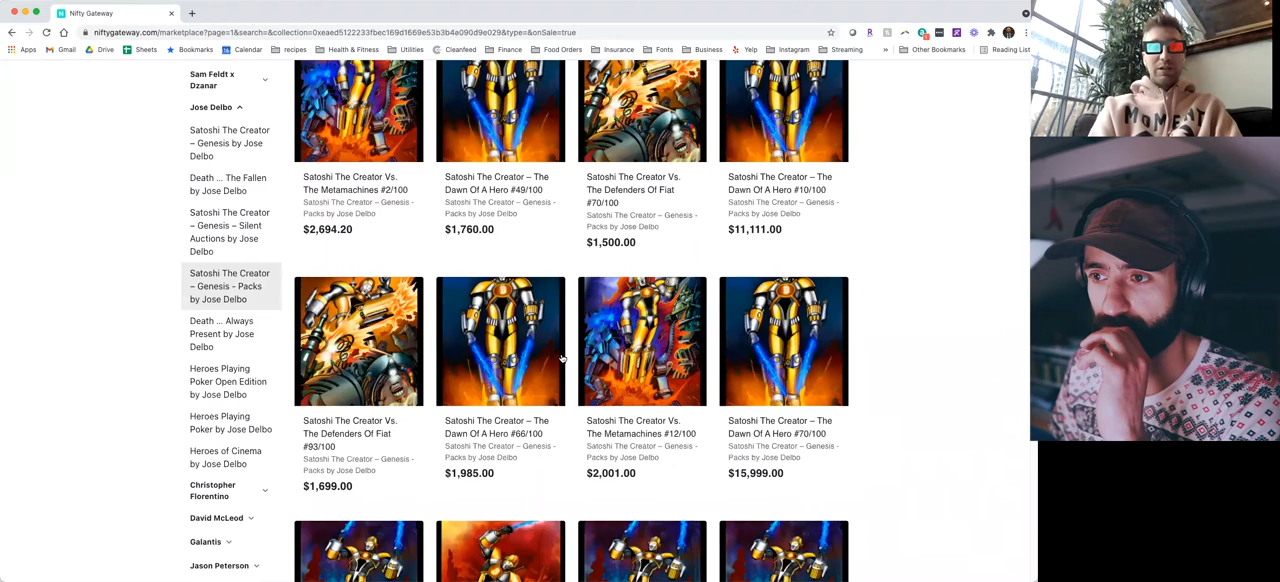 Nifty Gateway
niftygateway.com/marketplace?page=1&search=&collection=0xeaed5122233fbec169d1669e53b3b4e090d9e029&type=&onSale=true
Apps Gmail Drive Sheets Bookmarks Calendar recipes Health & Fitness Utilities Cleanfeed Finance Food Orders Insurance Fonts Business Yelp Instagram Streaming » Other Bookmarks Reading List
Sam Feldt x
Dzanar
Jose Delbo
Satoshi The Creator
– Genesis by Jose
Delbo
Death ... The Fallen
by Jose Delbo
Satoshi The Creator
– Genesis – Silent
Auctions by Jose
Delbo
Satoshi The Creator
– Genesis - Packs
by Jose Delbo
Death ... Always
Present by Jose
Delbo
Heroes Playing
Poker Open Edition
by Jose Delbo
Heroes Playing
Poker by Jose Delbo
Heroes of Cinema
by Jose Delbo
Christopher
Florentino
David McLeod
Galantis
Jason Peterson
Satoshi The Creator Vs.
The Metamachines #2/100
Satoshi The Creator – Genesis -
Packs by Jose Delbo
$2,694.20
Satoshi The Creator – The
Dawn Of A Hero #49/100
Satoshi The Creator – Genesis -
Packs by Jose Delbo
$1,760.00
Satoshi The Creator Vs.
The Defenders Of Fiat
#70/100
Satoshi The Creator – Genesis -
Packs by Jose Delbo
$1,500.00
Satoshi The Creator – The
Dawn Of A Hero #10/100
Satoshi The Creator – Genesis -
Packs by Jose Delbo
$11,111.00
Satoshi The Creator Vs.
The Defenders Of Fiat
#93/100
Satoshi The Creator – Genesis -
Packs by Jose Delbo
$1,699.00
Satoshi The Creator – The
Dawn Of A Hero #66/100
Satoshi The Creator – Genesis -
Packs by Jose Delbo
$1,985.00
Satoshi The Creator Vs.
The Metamachines #12/100
Satoshi The Creator – Genesis -
Packs by Jose Delbo
$2,001.00
Satoshi The Creator – The
Dawn Of A Hero #70/100
Satoshi The Creator – Genesis -
Packs by Jose Delbo
$15,999.00
MOMENT